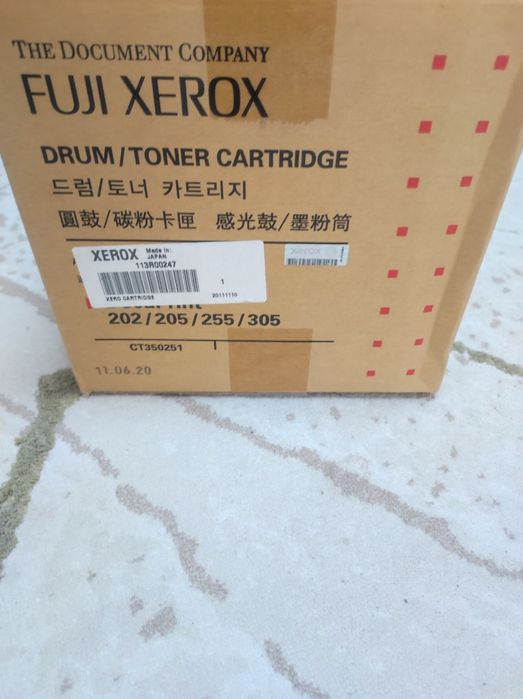 THE DOCUMENT COMPANY
FUJI XEROX
DRUM/TONER CARTRIDGE
드럼/토너 카트리지
圓鼓/碳粉卡匣 感光鼓/墨粉筒
XEROX Made in: JAPAN
113R00247
1
XERO CARTRIDGE 20111110
XEROX
202/205/255/305
CT350251 1
11.06.20